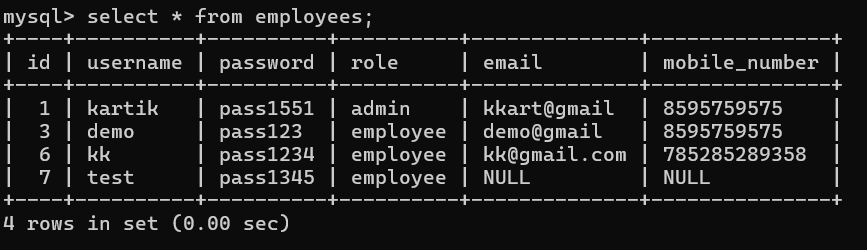 mysql> select * from employees;
+----+----------+----------+----------+--------------+---------------+
| id | username | password | role     | email        | mobile_number |
+----+----------+----------+----------+--------------+---------------+
|  1 | kartik   | pass1551 | admin    | kkart@gmail  | 8595759575    |
|  3 | demo     | pass123  | employee | demo@gmail   | 8595759575    |
|  6 | kk       | pass1234 | employee | kk@gmail.com | 785285289358  |
|  7 | test     | pass1345 | employee | NULL         | NULL          |
+----+----------+----------+----------+--------------+---------------+
4 rows in set (0.00 sec)